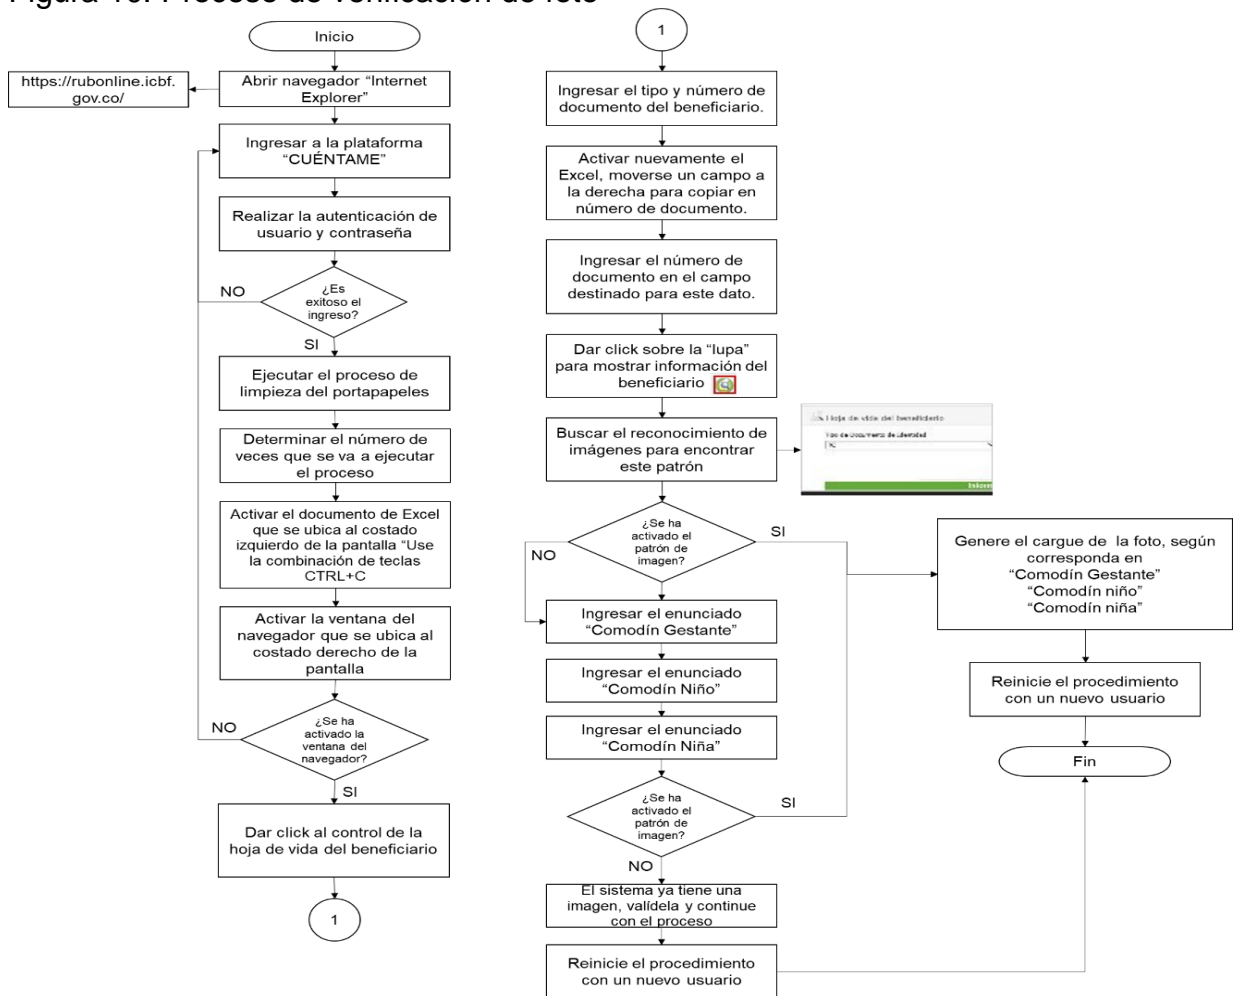 Inicio
https://rubonline.icbf.
gov.co/
Abrir navegador “Internet
Explorer”
Ingresar a la plataforma
“CUÉNTAME”
Realizar la autenticación de
usuario y contraseña
¿Es
exitoso el
ingreso?
NO
SI
Ejecutar el proceso de
limpieza del portapapeles
Determinar el número de
veces que se va a ejecutar
el proceso
Activar el documento de Excel
que se ubica al costado
izquierdo de la pantalla “Use
la combinación de teclas
CTRL+C
Activar la ventana del
navegador que se ubica al
costado derecho de la
pantalla
¿Se ha
activado la
ventana del
navegador?
NO
SI
Dar click al control de la
hoja de vida del beneficiario
1
1
Ingresar el tipo y número de
documento del beneficiario.
Activar nuevamente el
Excel, moverse un campo a
la derecha para copiar en
número de documento.
Ingresar el número de
documento en el campo
destinado para este dato.
Dar click sobre la “lupa”
para mostrar información del
beneficiario
Buscar el reconocimiento de
imágenes para encontrar
este patrón
Hoja de vida del beneficiario
Tipo de Documento de Identidad
¿Se ha
activado el
patrón de
imagen?
SI
NO
Ingresar el enunciado
“Comodín Gestante”
Ingresar el enunciado
“Comodín Niño”
Ingresar el enunciado
“Comodín Niña”
¿Se ha
activado el
patrón de
imagen?
SI
NO
El sistema ya tiene una
imagen, valídela y continue
con el proceso
Reinicie el procedimiento
con un nuevo usuario
Genere el cargue de la foto, según
corresponda en
“Comodín Gestante”
“Comodín niño”
“Comodín niña”
Reinicie el procedimiento
con un nuevo usuario
Fin